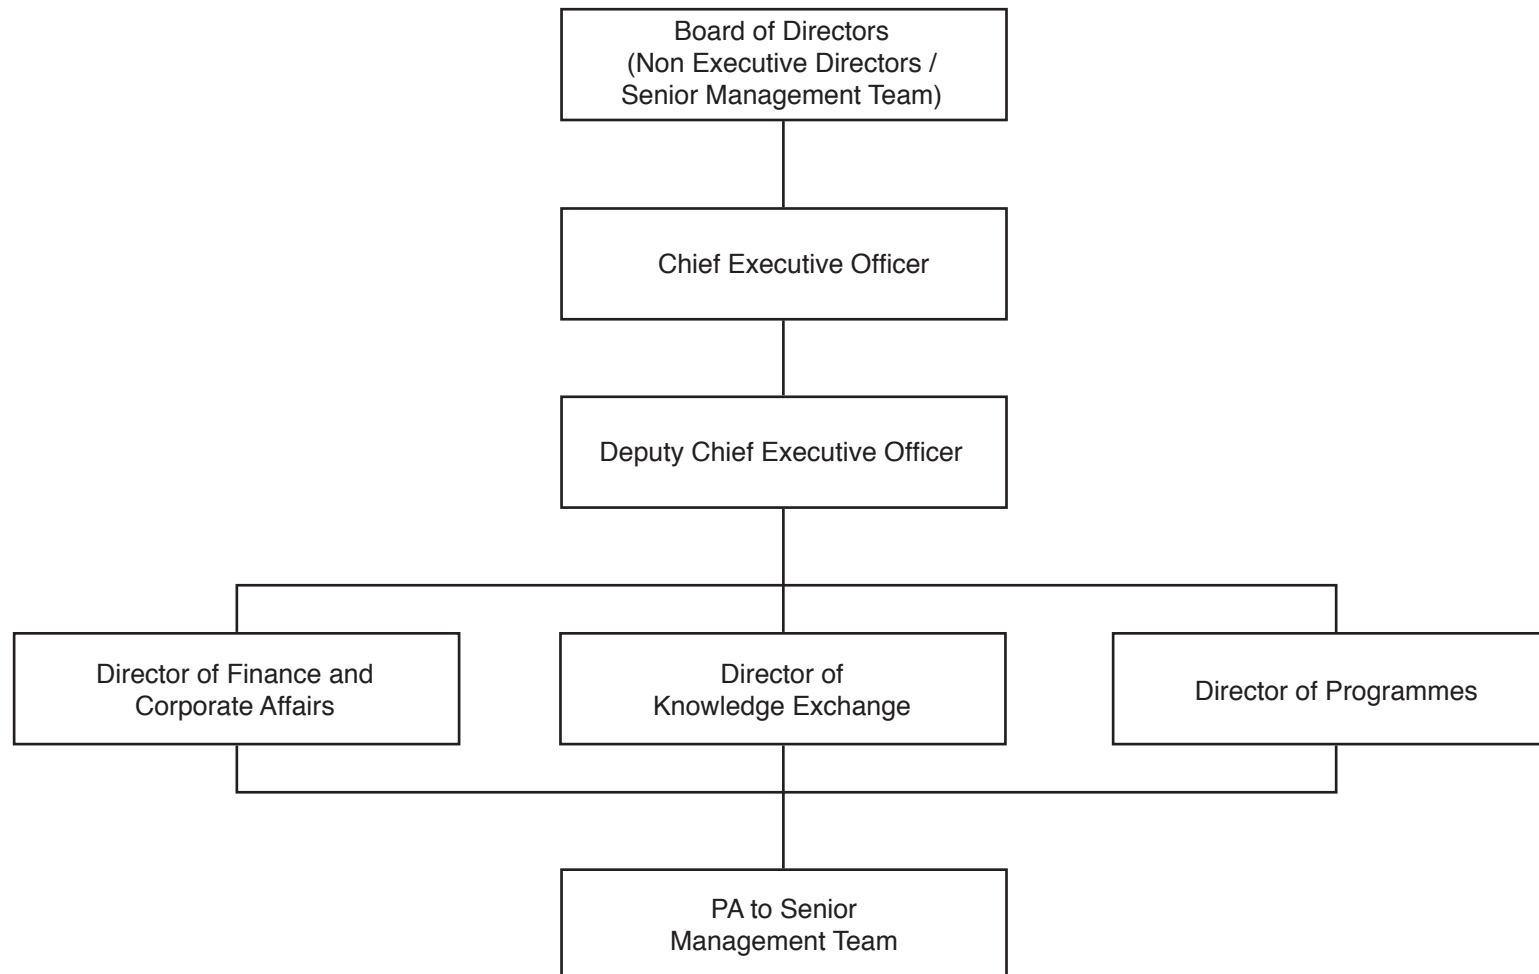 Board of Directors
(Non Executive Directors /
Senior Management Team)
Chief Executive Officer
Deputy Chief Executive Officer
Director of Finance and
Corporate Affairs
Director of
Knowledge Exchange
Director of Programmes
PA to Senior
Management Team